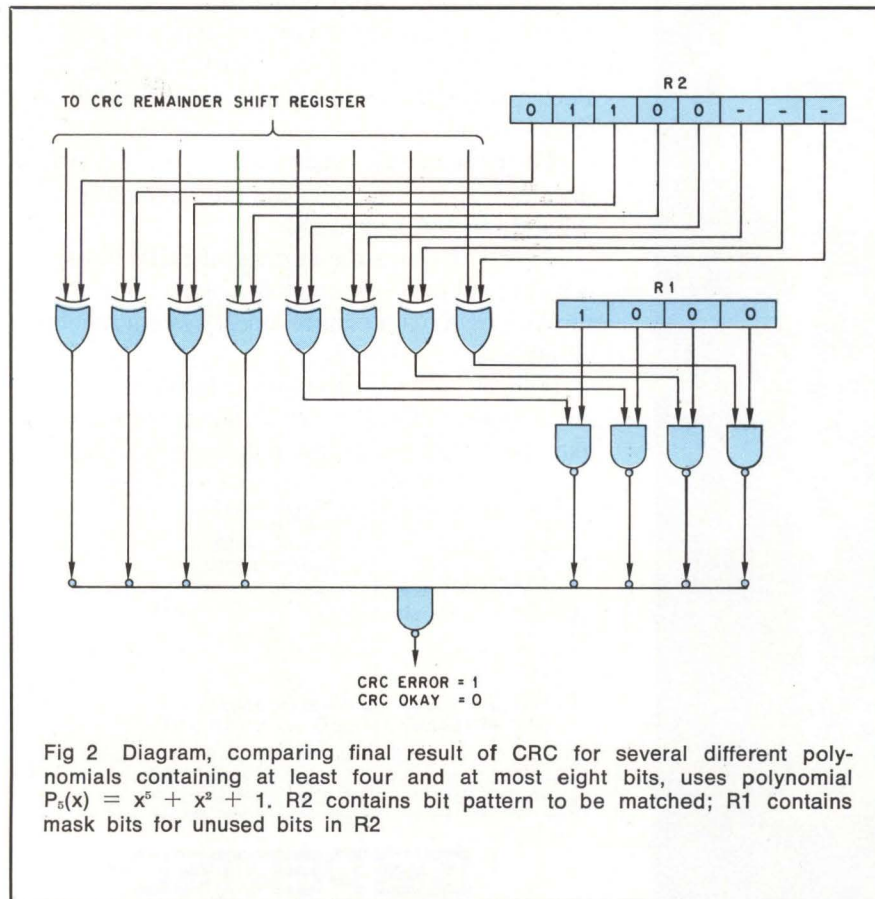 R2
TO CRC REMAINDER SHIFT REGISTER
0 1 1 0 0 - - -
R1
1 0 0 0
CRC ERROR = 1
CRC OKAY = 0
Fig 2 Diagram, comparing final result of CRC for several different poly-
nomials containing at least four and at most eight bits, uses polynomial
P₅(x) = x⁵ + x² + 1. R2 contains bit pattern to be matched; R1 contains
mask bits for unused bits in R2